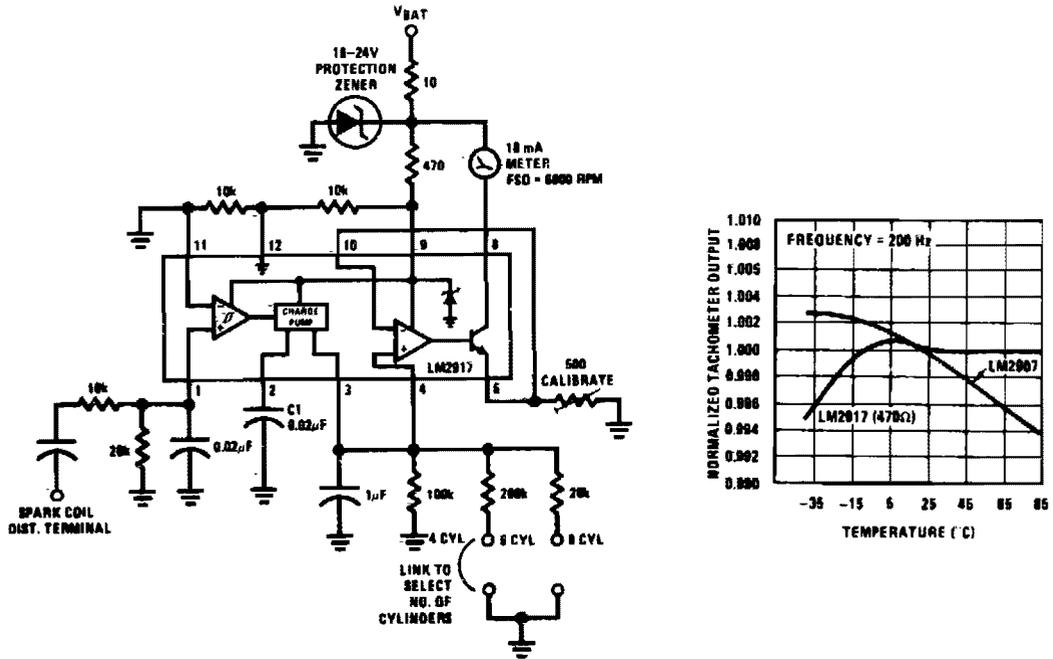 VBAT
18–24V
PROTECTION
ZENER
10
470
10 mA
METER
FSD = 6000 RPM
10k
10k
11
12
10
9
8
CHARGE
PUMP
LM2917
1
2
3
4
5
500
CALIBRATE
10k
20k
0.02µF
C1
0.02µF
1µF
100k
200k
SPARK COIL
DIST. TERMINAL
4 CYL
6 CYL
8 CYL
LINK TO
SELECT
NO. OF
CYLINDERS
NORMALIZED TACHOMETER OUTPUT
1.010
1.008
1.006
1.004
1.002
1.000
0.998
0.996
0.994
0.992
0.990
FREQUENCY = 200 Hz
LM2907
LM2917 (470Ω)
–35
–15
5
25
45
65
85
TEMPERATURE (°C)